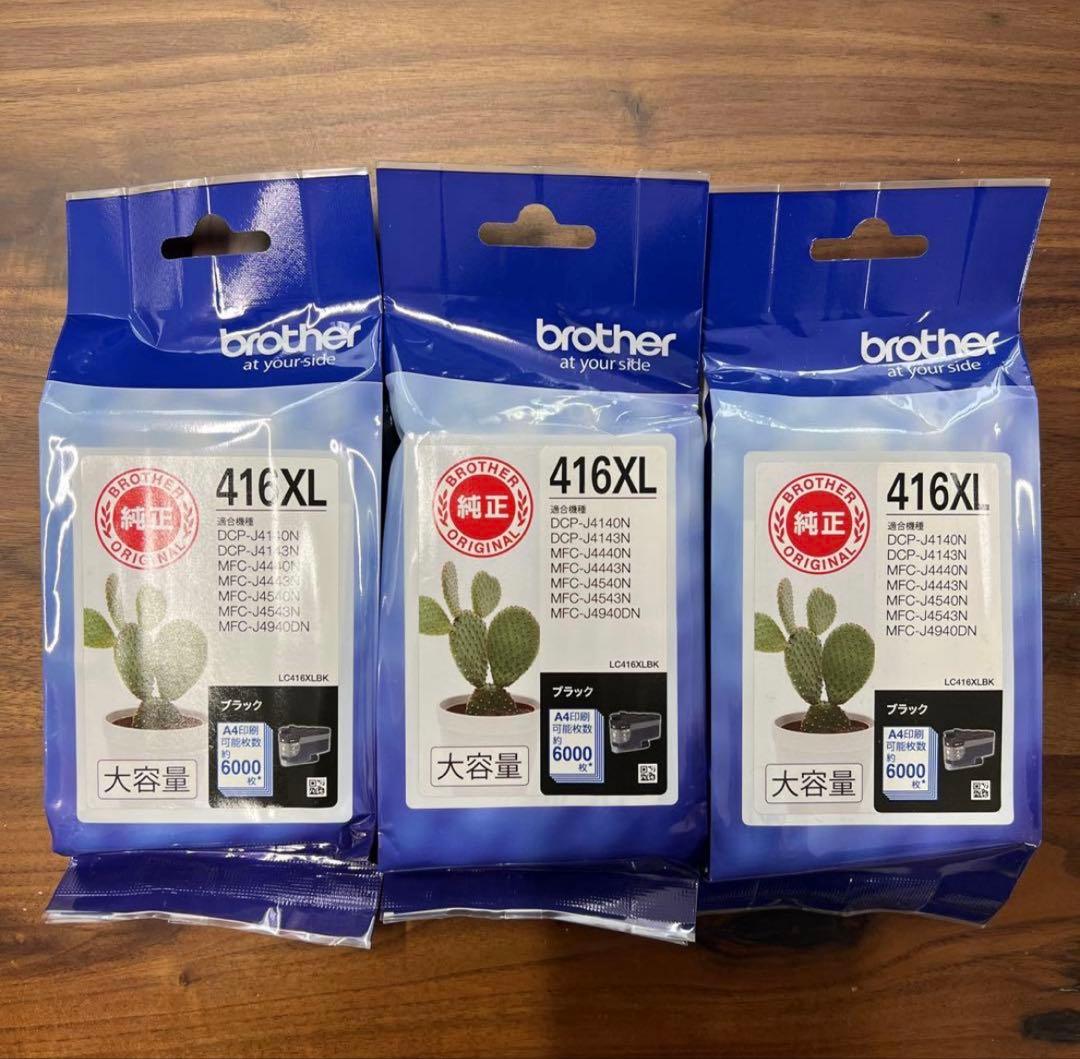 brother
at your side
BROTHER
純正
ORIGINAL
416XL
適合機種
DCP-J4140N
DCP-J4143N
MFC-J4440N
MFC-J4443N
MFC-J4540N
MFC-J4543N
MFC-J4940DN
LC416XLBK
ブラック
A4印刷
可能枚数
約
6000
枚*
大容量
brother
at your side
BROTHER
純正
ORIGINAL
416XL
適合機種
DCP-J4140N
DCP-J4143N
MFC-J4440N
MFC-J4443N
MFC-J4540N
MFC-J4543N
MFC-J4940DN
LC416XLBK
ブラック
A4印刷
可能枚数
約
6000
枚*
大容量
brother
at your side
BROTHER
純正
ORIGINAL
416XL
適合機種
DCP-J4140N
DCP-J4143N
MFC-J4440N
MFC-J4443N
MFC-J4540N
MFC-J4543N
MFC-J4940DN
LC416XLBK
ブラック
A4印刷
可能枚数
約
6000
枚*
大容量